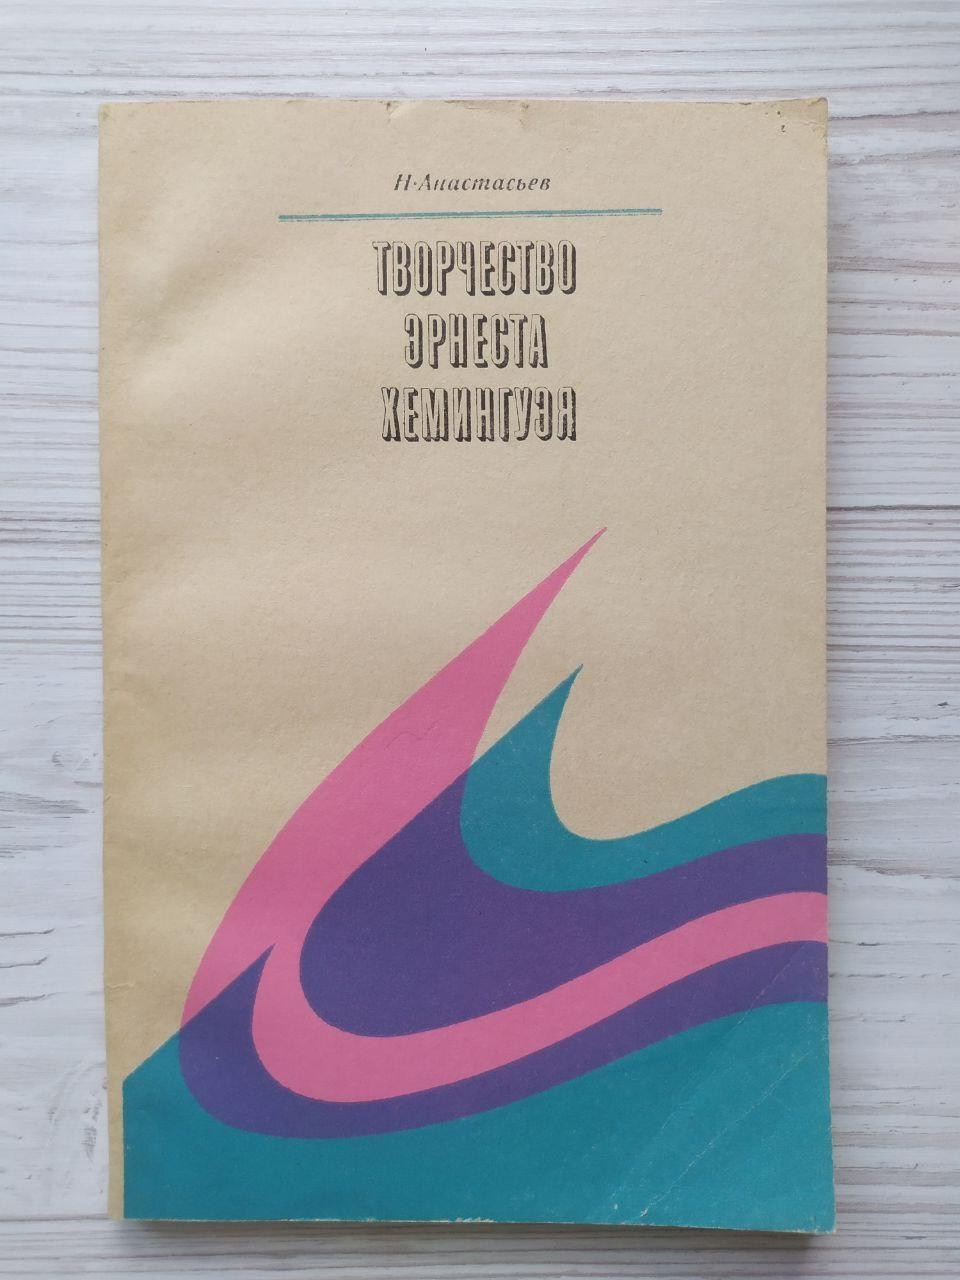 Н. Анастасьев
ТВОРЧЕСТВО
ЭРНЕСТА
ХЕМИНГУЭЯ